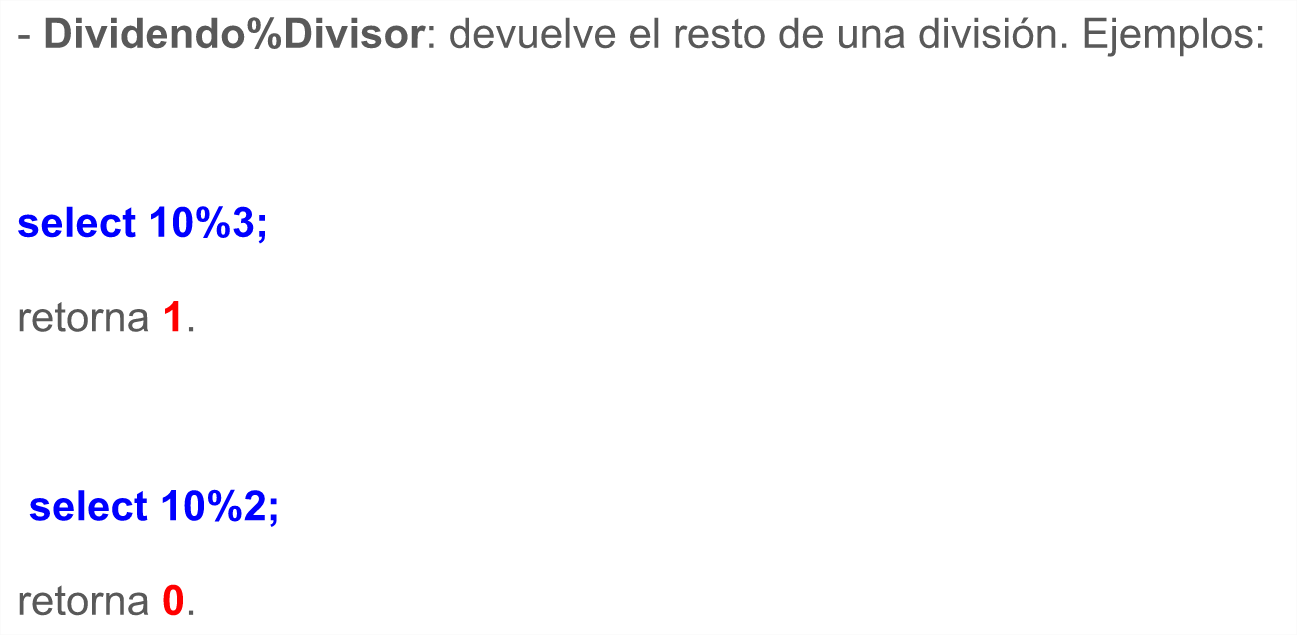 - Dividendo%Divisor: devuelve el resto de una división. Ejemplos:
select 10%3;
retorna 1.
select 10%2;
retorna 0.